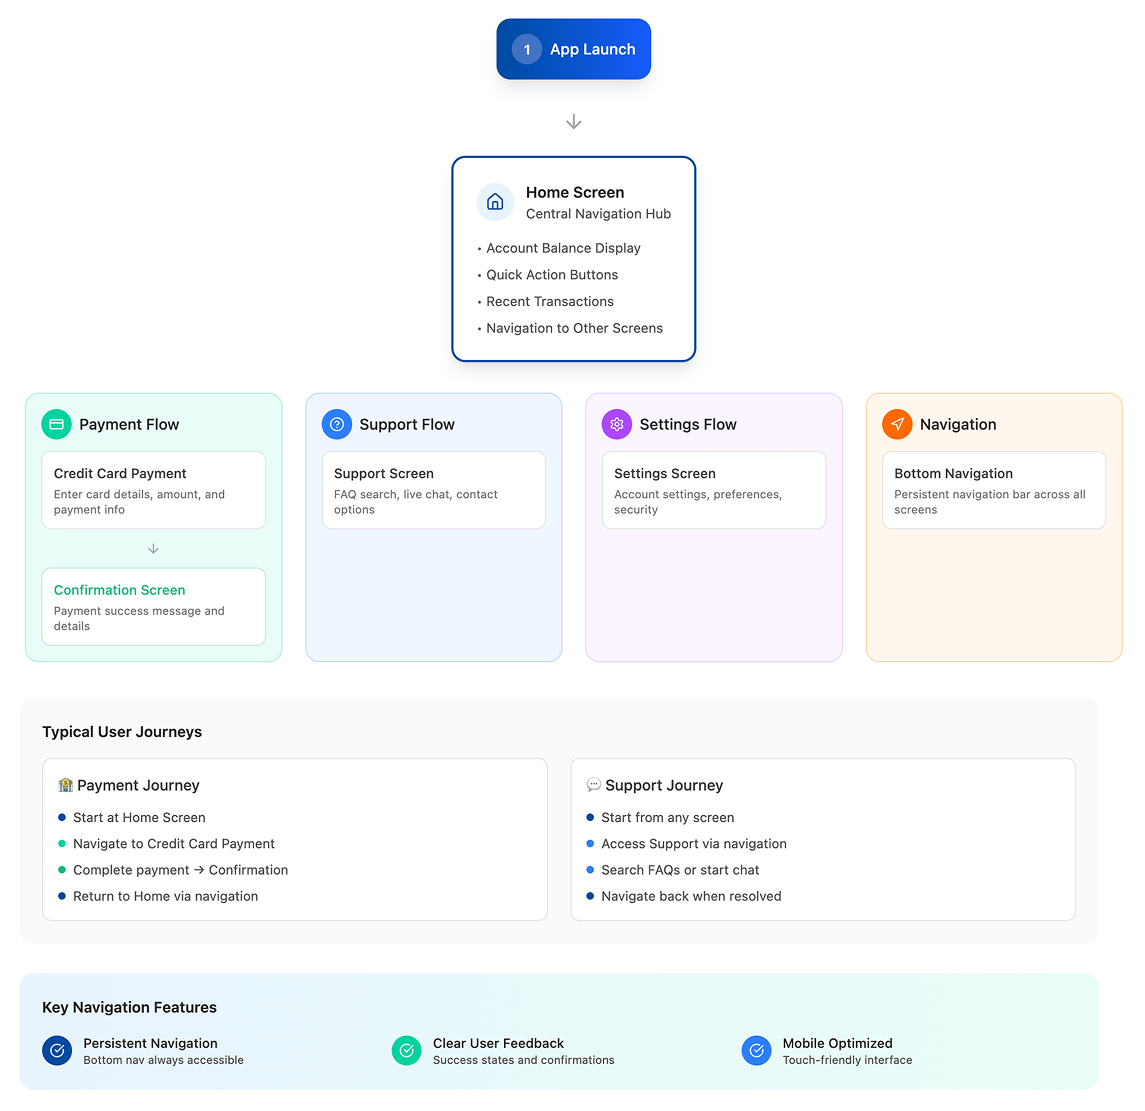 1 App Launch
Home Screen
Central Navigation Hub
• Account Balance Display
• Quick Action Buttons
• Recent Transactions
• Navigation to Other Screens
Payment Flow
Credit Card Payment
Enter card details, amount, and
payment info
Confirmation Screen
Payment success message and
details
Support Flow
Support Screen
FAQ search, live chat, contact
options
Settings Flow
Settings Screen
Account settings, preferences,
security
Navigation
Bottom Navigation
Persistent navigation bar across all
screens
Typical User Journeys
🏦 Payment Journey
Start at Home Screen
Navigate to Credit Card Payment
Complete payment → Confirmation
Return to Home via navigation
💬 Support Journey
Start from any screen
Access Support via navigation
Search FAQs or start chat
Navigate back when resolved
Key Navigation Features
Persistent Navigation
Bottom nav always accessible
Clear User Feedback
Success states and confirmations
Mobile Optimized
Touch-friendly interface